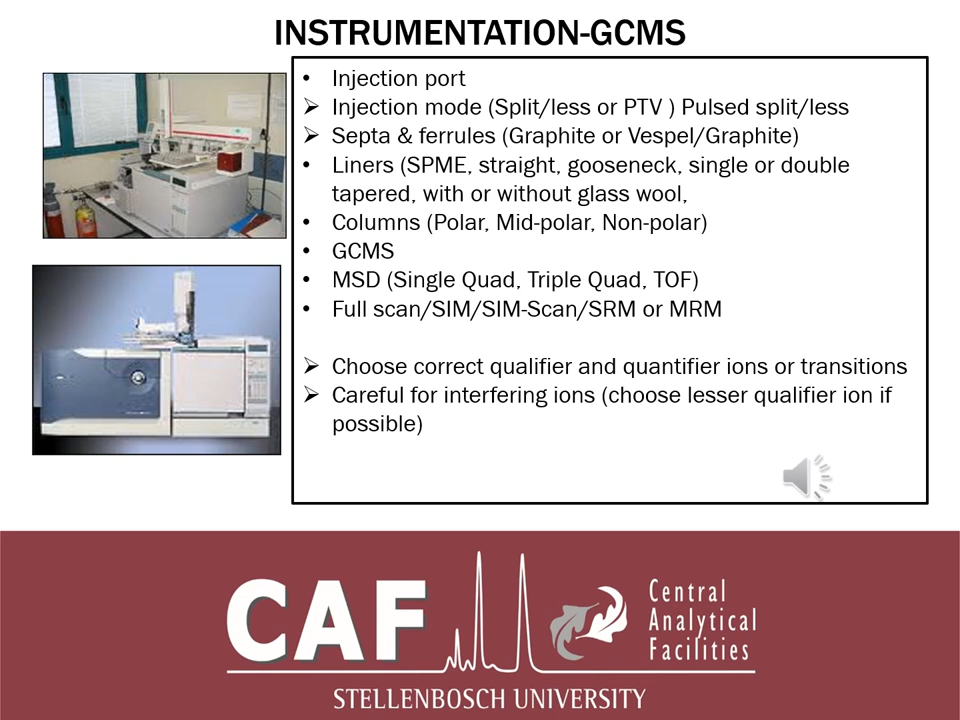 INSTRUMENTATION-GCMS
• Injection port
➢ Injection mode (Split/less or PTV ) Pulsed split/less
➢ Septa & ferrules (Graphite or Vespel/Graphite)
• Liners (SPME, straight, gooseneck, single or double
tapered, with or without glass wool,
• Columns (Polar, Mid-polar, Non-polar)
• GCMS
• MSD (Single Quad, Triple Quad, TOF)
• Full scan/SIM/SIM-Scan/SRM or MRM
➢ Choose correct qualifier and quantifier ions or transitions
➢ Careful for interfering ions (choose lesser qualifier ion if
possible)
CAF
Central
Analytical
Facilities
STELLENBOSCH UNIVERSITY